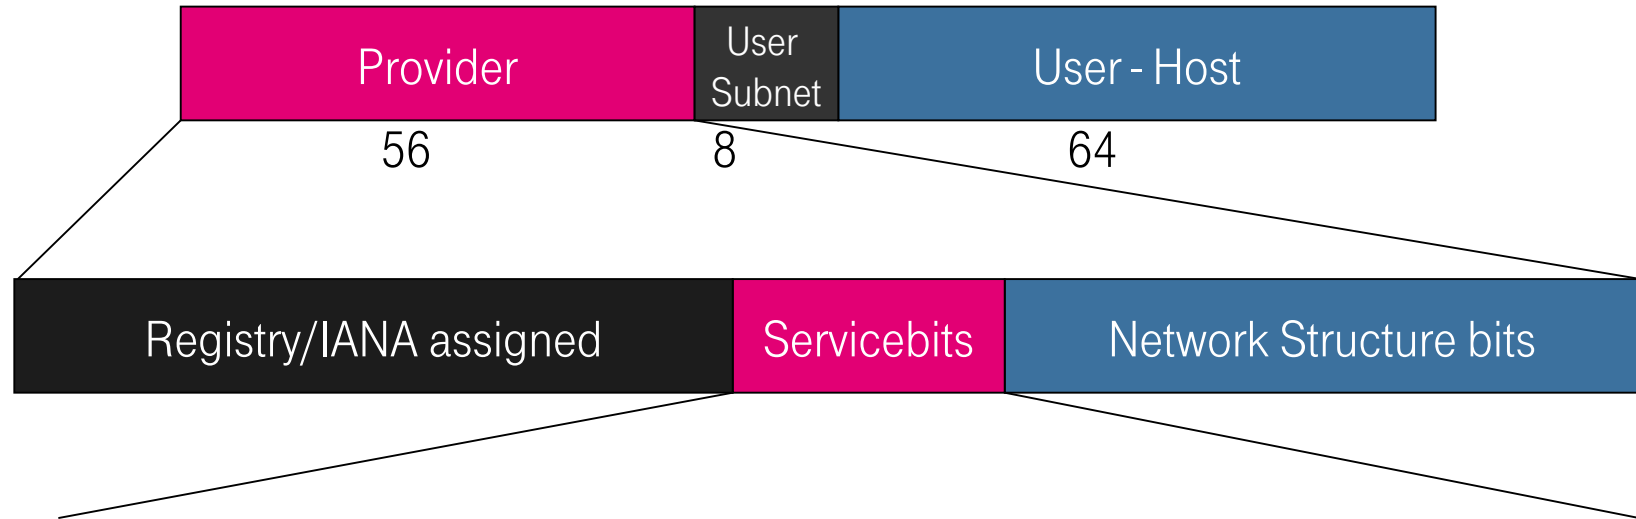 Provider
User
Subnet
User - Host
56
8
64
Registry/IANA assigned
Servicebits
Network Structure bits